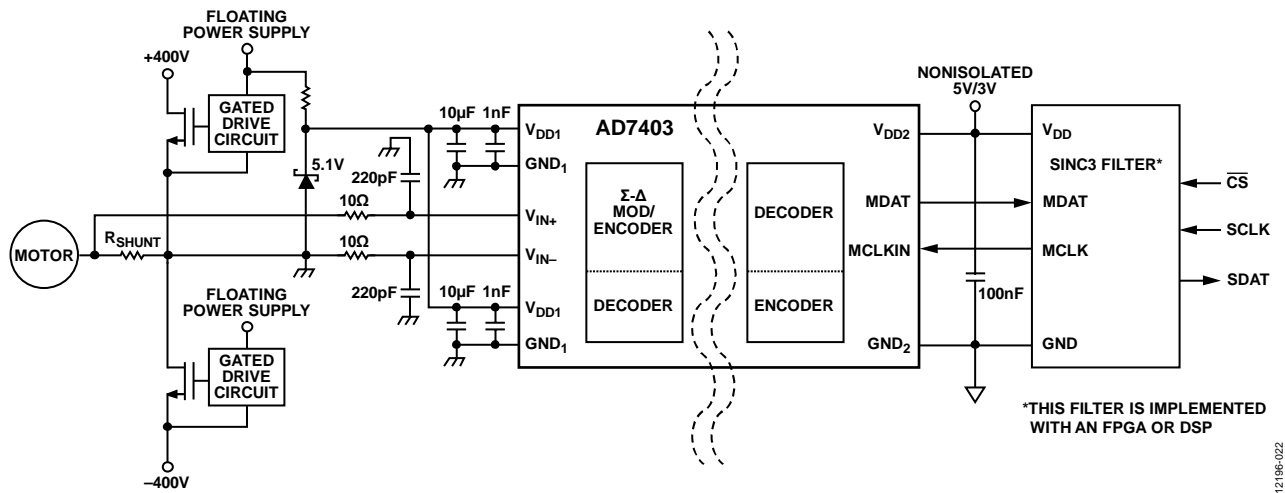 FLOATING
POWER SUPPLY
+400V
GATED
DRIVE
CIRCUIT
5.1V
220pF
10Ω
10Ω
220pF
MOTOR
RSHUNT
FLOATING
POWER SUPPLY
GATED
DRIVE
CIRCUIT
–400V
10µF
1nF
10µF
1nF
AD7403
VDD1
GND1
VIN+
VIN–
VDD1
GND1
Σ-Δ
MOD/
ENCODER
DECODER
DECODER
ENCODER
VDD2
MDAT
MCLKIN
GND2
NONISOLATED
5V/3V
100nF
VDD
SINC3 FILTER*
MDAT
MCLK
GND
CS
SCLK
SDAT
*THIS FILTER IS IMPLEMENTED
WITH AN FPGA OR DSP
12196-022